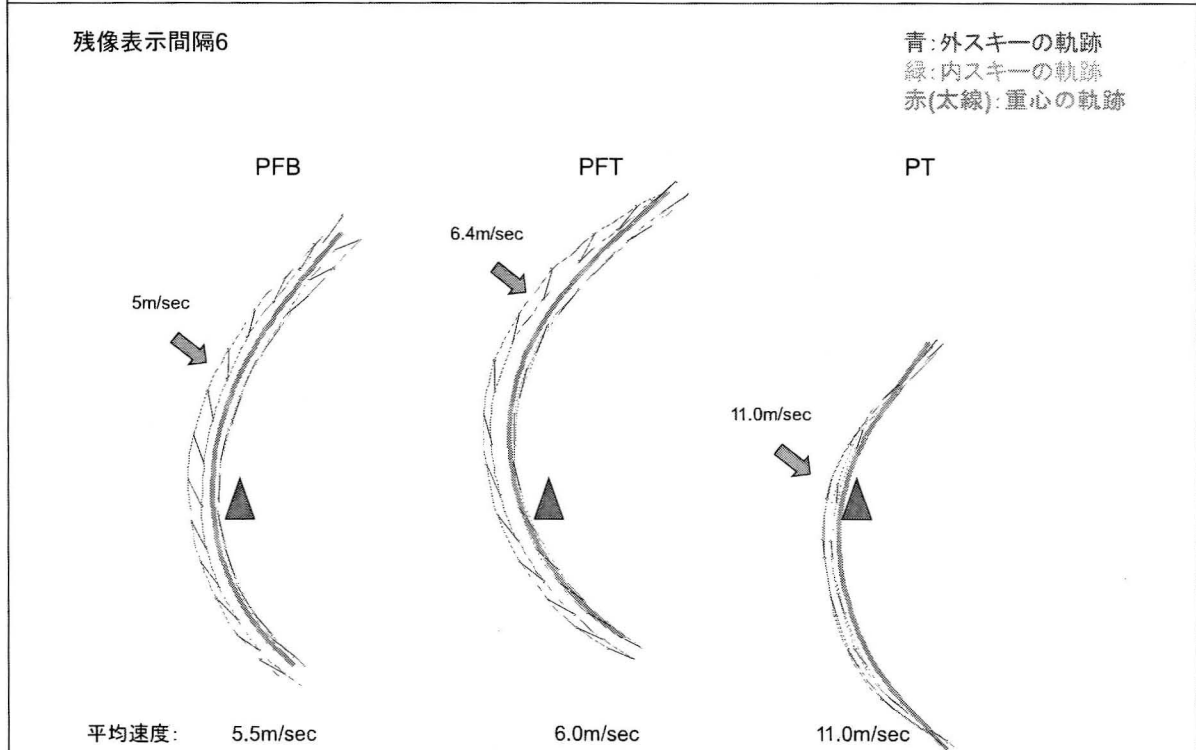 残像表示間隔6
青:外スキーの軌跡
緑:内スキーの軌跡
赤(太線):重心の軌跡
PFB
PFT
PT
6.4m/sec
5m/sec
11.0m/sec
平均速度: 5.5m/sec 6.0m/sec 11.0m/sec